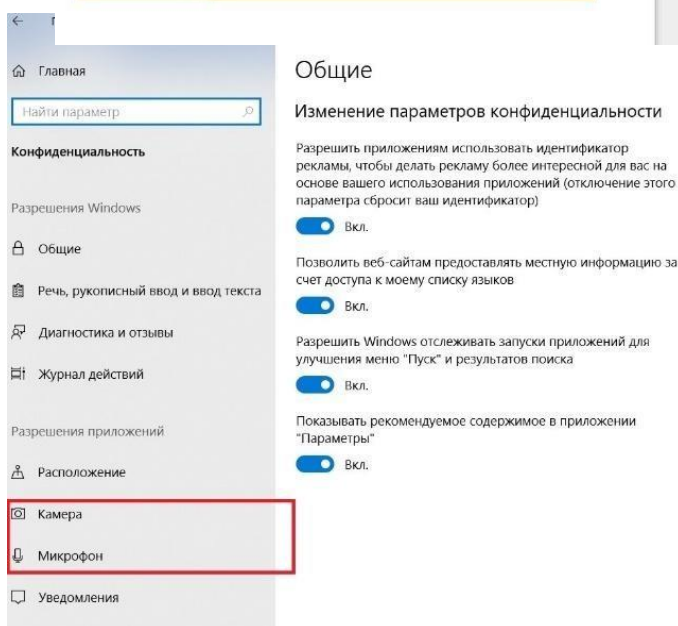 Главная
Найти параметр
Конфиденциальность
Разрешения Windows
Общие
Речь, рукописный ввод и ввод текста
Диагностика и отзывы
Журнал действий
Разрешения приложений
Расположение
Камера
Микрофон
Уведомления
Общие
Изменение параметров конфиденциальности
Разрешить приложениям использовать идентификатор
рекламы, чтобы делать рекламу более интересной для вас на
основе вашего использования приложений (отключение этого
параметра сбросит ваш идентификатор)
Вкл.
Позволить веб-сайтам предоставлять местную информацию за
счет доступа к моему списку языков
Вкл.
Разрешить Windows отслеживать запуски приложений для
улучшения меню "Пуск" и результатов поиска
Вкл.
Показывать рекомендуемое содержимое в приложении
"Параметры"
Вкл.